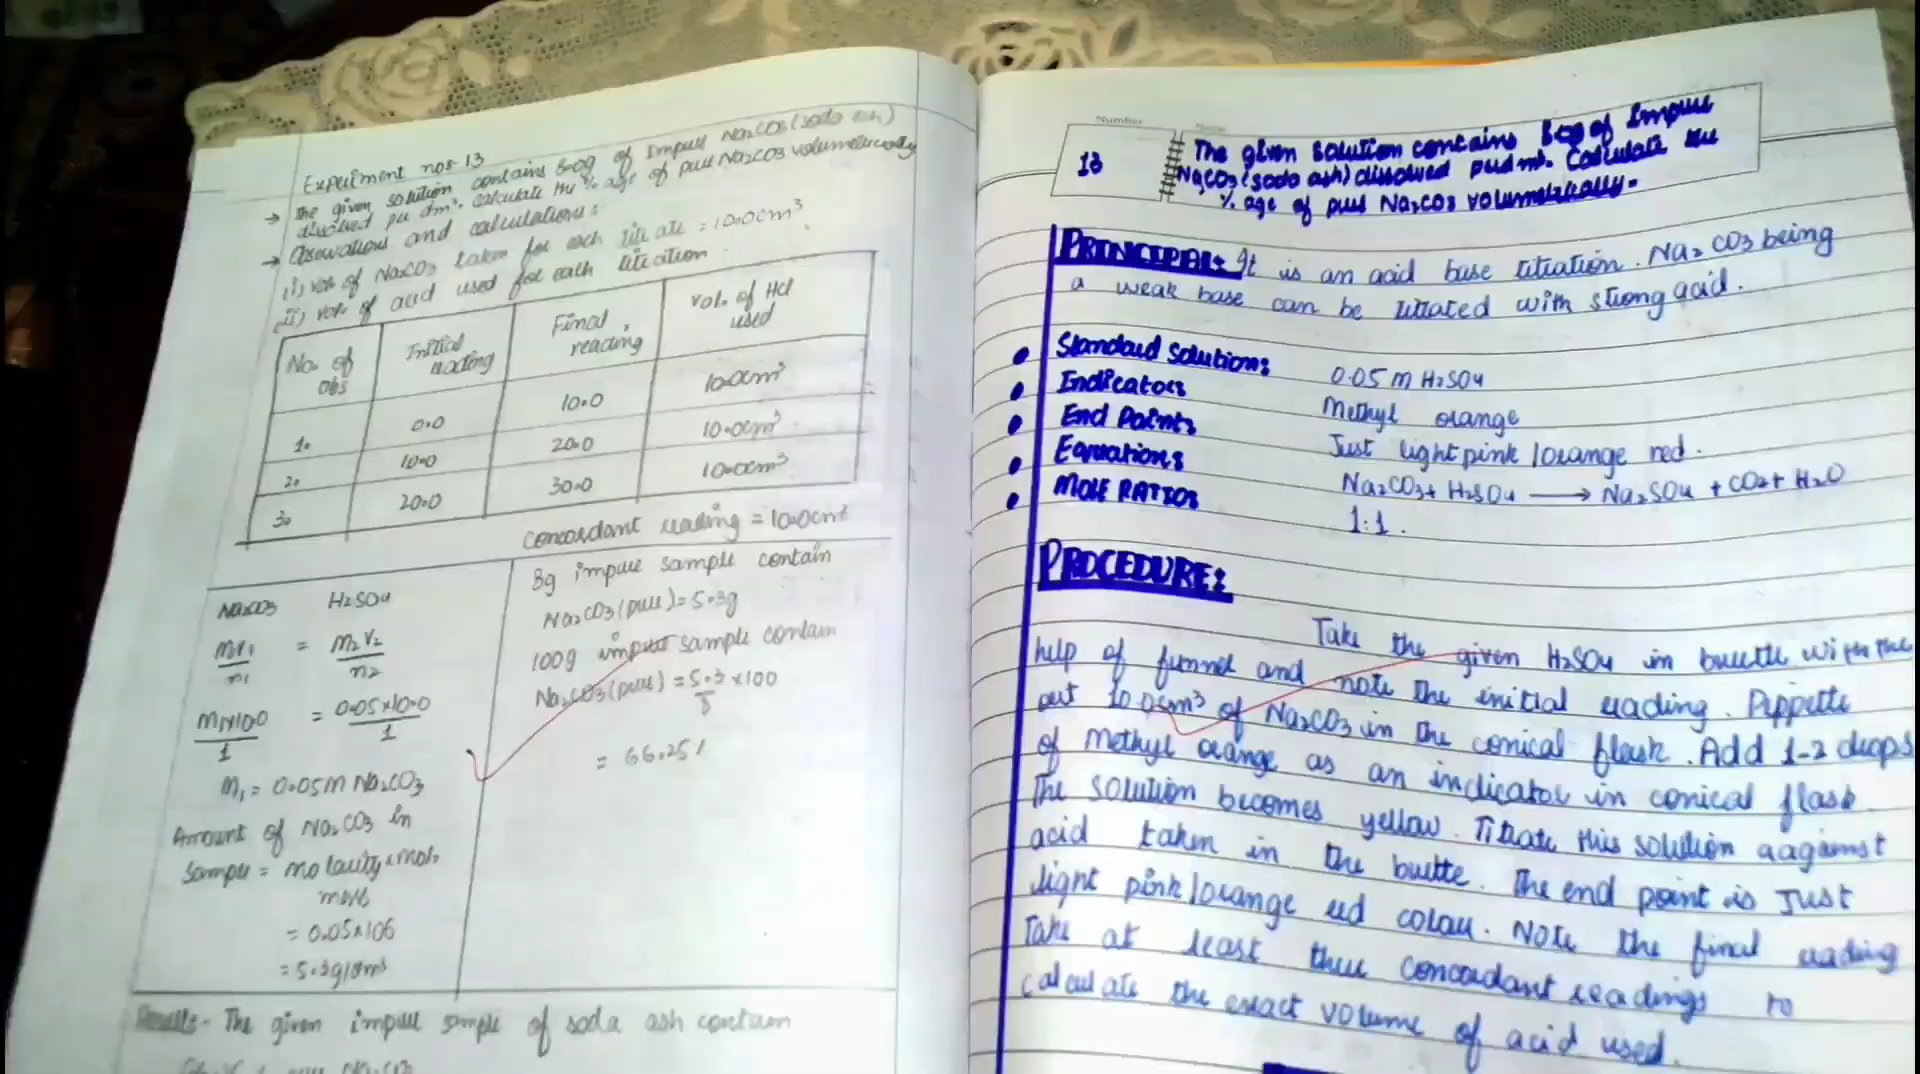 Experiment no:- 13
→ The given solution contains 8.0g of Impure Na2CO3 (soda ash)
dissolved per dm³. Calculate the % age of pure Na2CO3 volumetrically
→ Observations and calculations:
(i) vol. of Na2CO3 taken for each titrate = 10.0cm³
(ii) vol. of acid used for each titration.
No. of obs | Initial reading | Final reading | vol. of HCl used
1. | 0.0 | 10.0 | 10.0cm³
2. | 10.0 | 20.0 | 10.0cm³
3. | 20.0 | 30.0 | 10.0cm³
Concordant reading = 10.0cm³
Na2CO3 H2SO4
M1V1/n1 = M2V2/n2
M1×10.0/1 = 0.05×10.0/1
M1 = 0.05M Na2CO3
Amount of Na2CO3 in
Sample = molarity × mol.
mass
= 0.05×106
= 5.3g/dm³
8g impure sample contain
Na2CO3 (pure) = 5.3g
100g impure sample contain
Na2CO3 (pure) = 5.3/8 ×100
= 66.25%
Result:- The given impure sample of soda ash contain
pure Na2CO3
Number
Name
13
The given solution contains 8.0g of Impure
Na2CO3 (soda ash) dissolved per dm³. Calculate the
% age of pure Na2CO3 volumetrically.
PRINCIPAL: It is an acid base titration. Na2CO3 being
a weak base can be titrated with strong acid.
• Standard solution: 0.05 M H2SO4
• Indicator: Methyl orange
• End Point: Just light pink / orange red.
• Equation: Na2CO3 + H2SO4 → Na2SO4 + CO2 + H2O
• MOLE RATIO: 1:1.
PROCEDURE:
Take the given H2SO4 in burette with the
help of funnel and note the initial reading. Pippette
out 10.0cm³ of Na2CO3 in the conical flask. Add 1-2 drops
of Methyl orange as an indicator in conical flask
The solution becomes yellow. Titrate this solution aagainst
acid taken in the burtte. The end point is Just
light pink/orange red colour. Note the final reading
Take at least three concordant readings to
calculate the exact volume of acid used.